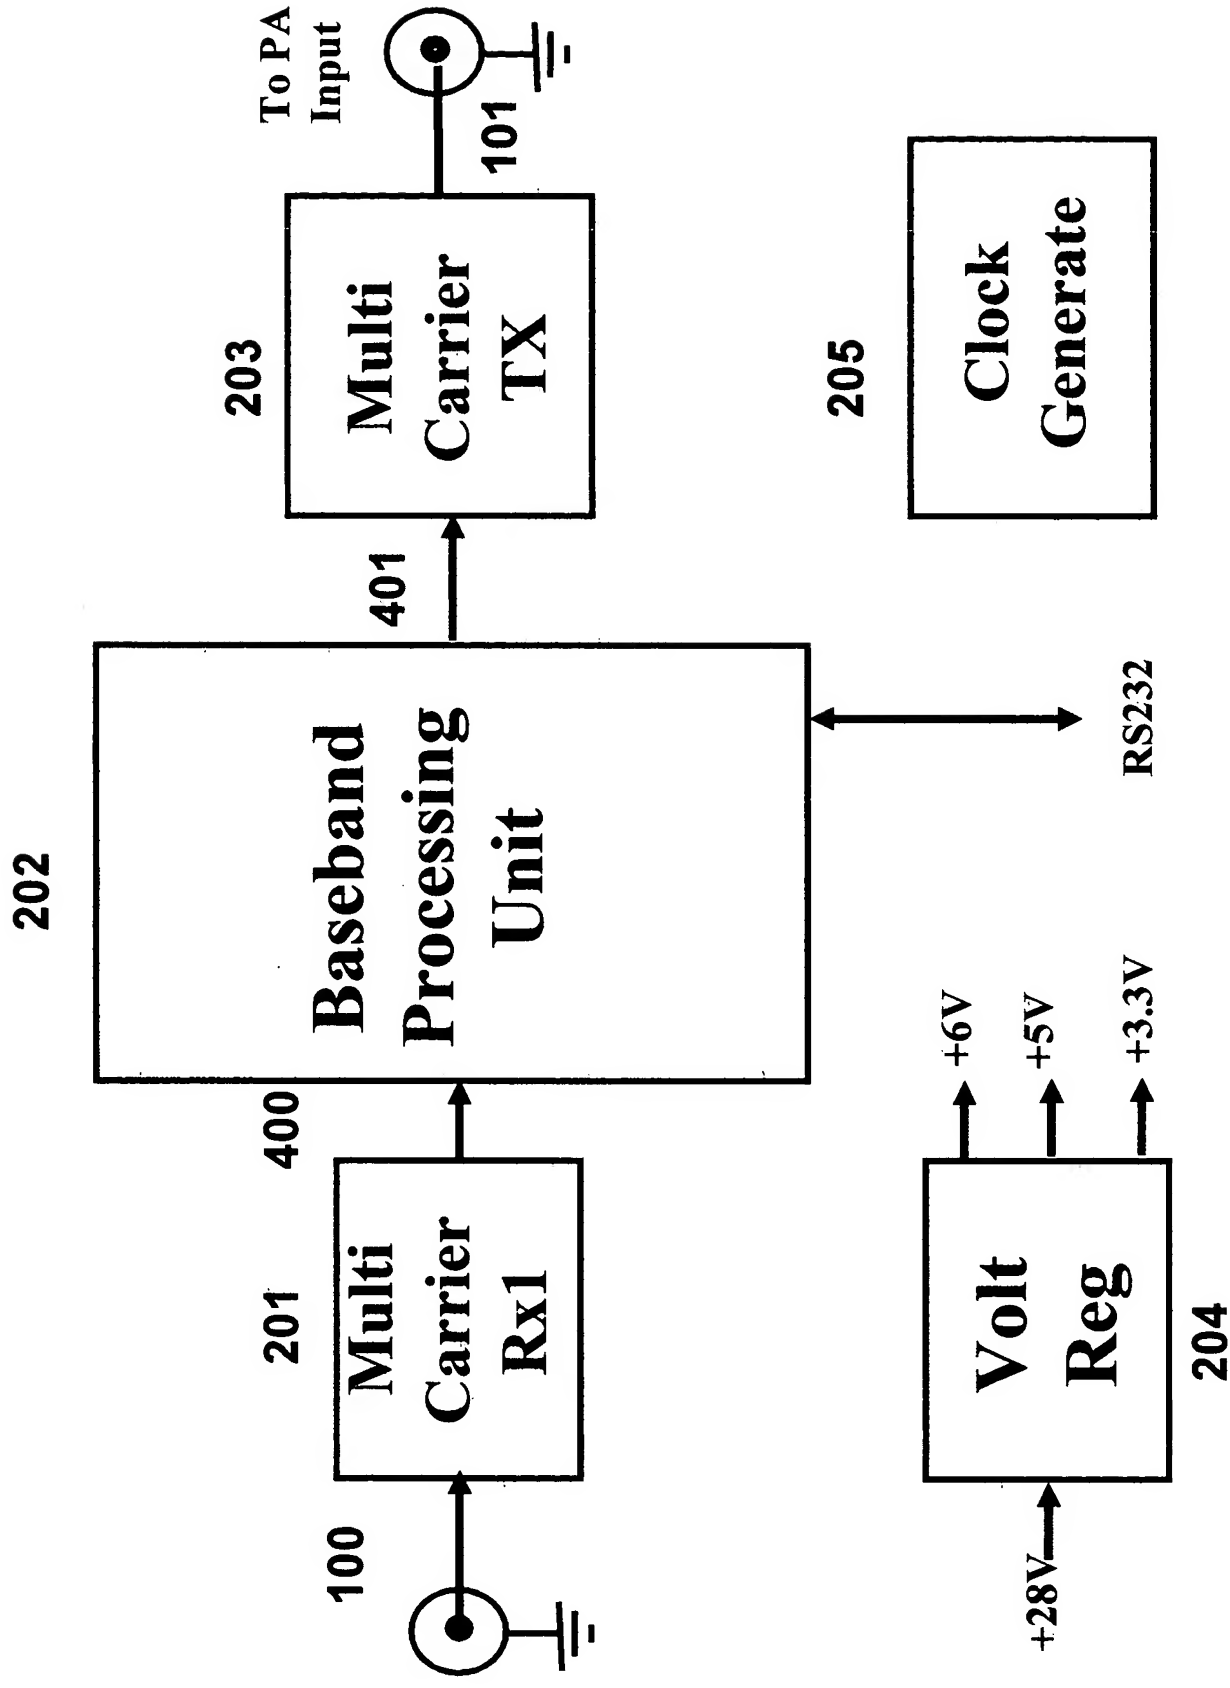 202
203
To PA
Input
201
400
401
100
101
Multi
Carrier
Rx1
Baseband
Processing
Unit
Multi
Carrier
TX
RS232
205
+28V
Volt
Reg
204
+6V
+5V
+3.3V
Clock
Generate